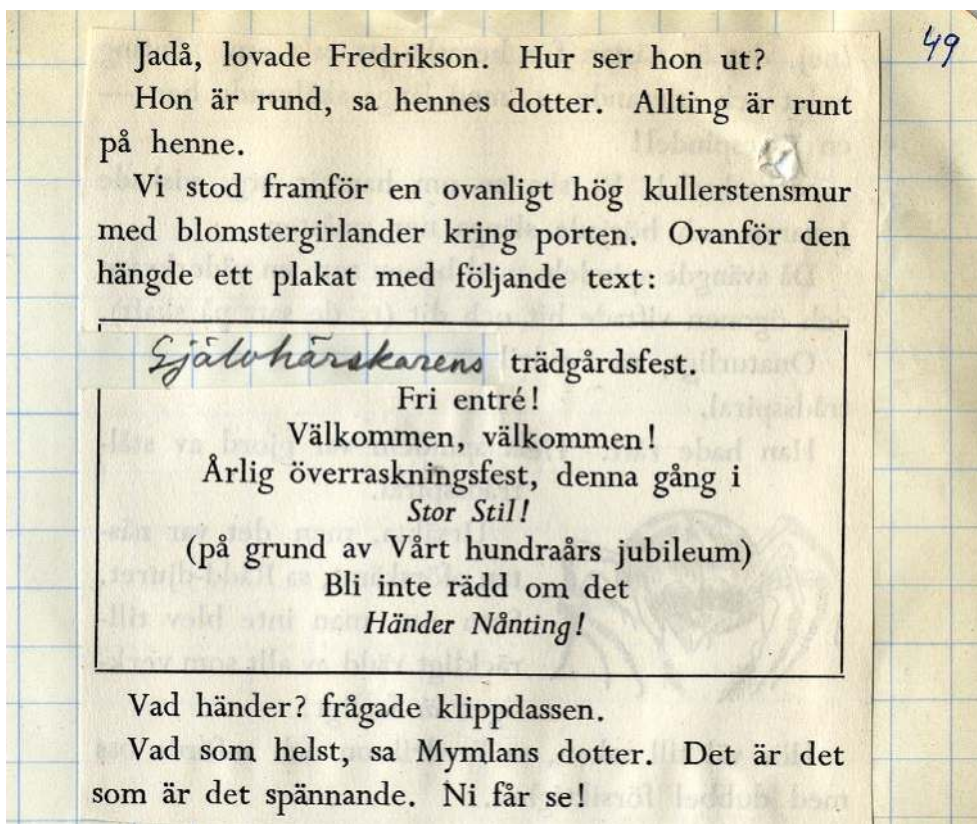 49
Jadå, lovade Fredrikson. Hur ser hon ut?
Hon är rund, sa hennes dotter. Allting är runt
på henne.
Vi stod framför en ovanligt hög kullerstensmur
med blomstergirlander kring porten. Ovanför den
hängde ett plakat med följande text:
Självhärskarens trädgårdsfest.
Fri entré!
Välkommen, välkommen!
Årlig överraskningsfest, denna gång i
Stor Stil!
(på grund av Vårt hundraårs jubileum)
Bli inte rädd om det
Händer Nånting!
Vad händer? frågade klippdassen.
Vad som helst, sa Mymlans dotter. Det är det
som är det spännande. Ni får se!